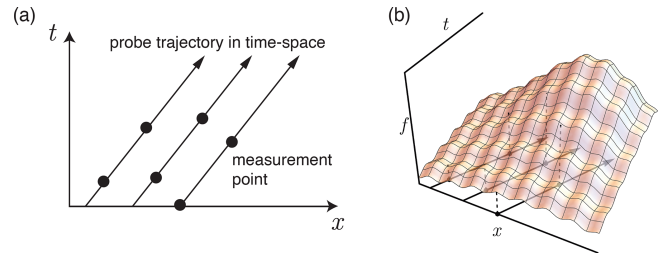 (a)
t
probe trajectory in time-space
measurement
point
x
(b)
t
f
x